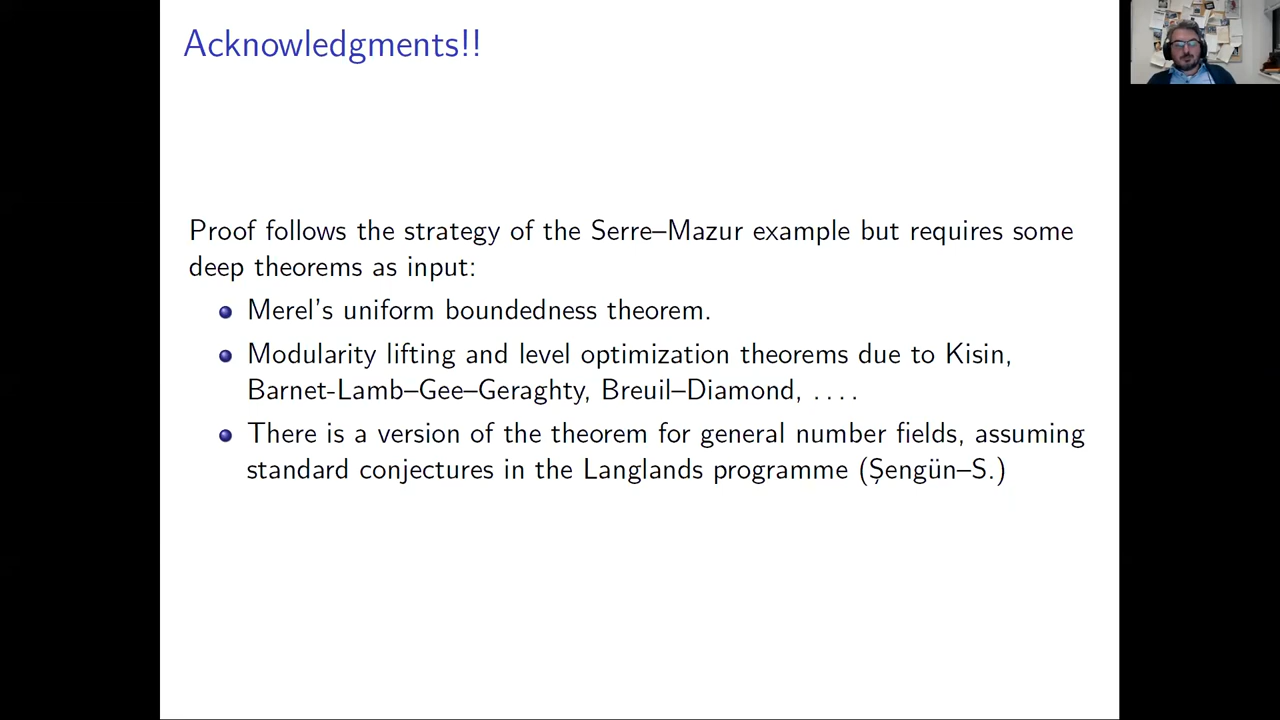 Acknowledgments!!
Proof follows the strategy of the Serre–Mazur example but requires some
deep theorems as input:
Merel's uniform boundedness theorem.
Modularity lifting and level optimization theorems due to Kisin,
Barnet-Lamb–Gee–Geraghty, Breuil–Diamond, . . . .
There is a version of the theorem for general number fields, assuming
standard conjectures in the Langlands programme (Şengün–S.)